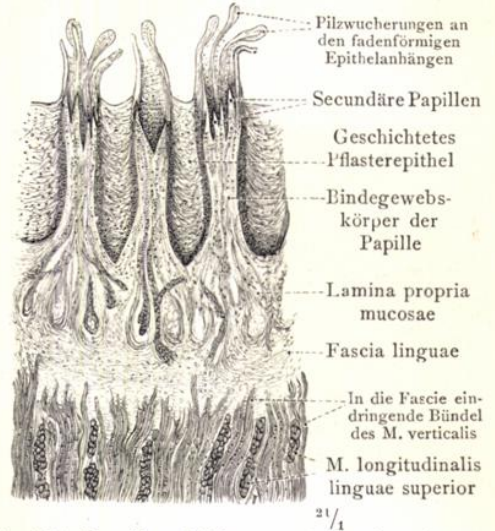 Pilzwucherungen an
den fadenförmigen
Epithelanhängen
Secundäre Papillen
Geschichtetes
Pflasterepithel
Bindegewebs-
körper der
Papille
Lamina propria
mucosae
Fascia linguae
In die Fascie ein-
dringende Bündel
des M. verticalis
M. longitudinalis
linguae superior
21/1